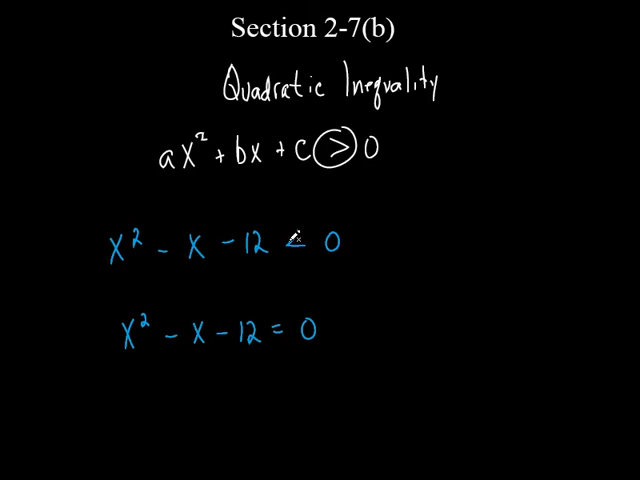 Section 2-7(b)
Quadratic Inequality
ax² + bx + c > 0
x² - x - 12 0
x² - x - 12 = 0